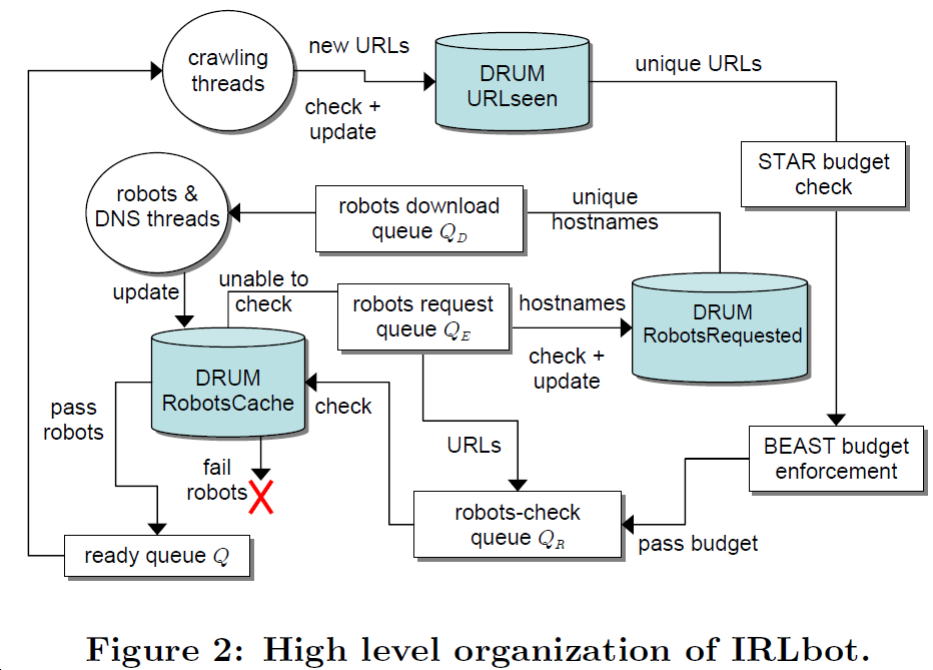 crawling
threads
new URLs
check +
update
DRUM
URLseen
unique URLs
STAR budget
check
robots &
DNS threads
robots download
queue Q_D
unique
hostnames
update
unable to
check
robots request
queue Q_E
hostnames
check +
update
DRUM
RobotsRequested
DRUM
RobotsCache
pass
robots
check
fail
robots
URLs
BEAST budget
enforcement
robots-check
queue Q_R
pass budget
ready queue Q
Figure 2: High level organization of IRLbot.